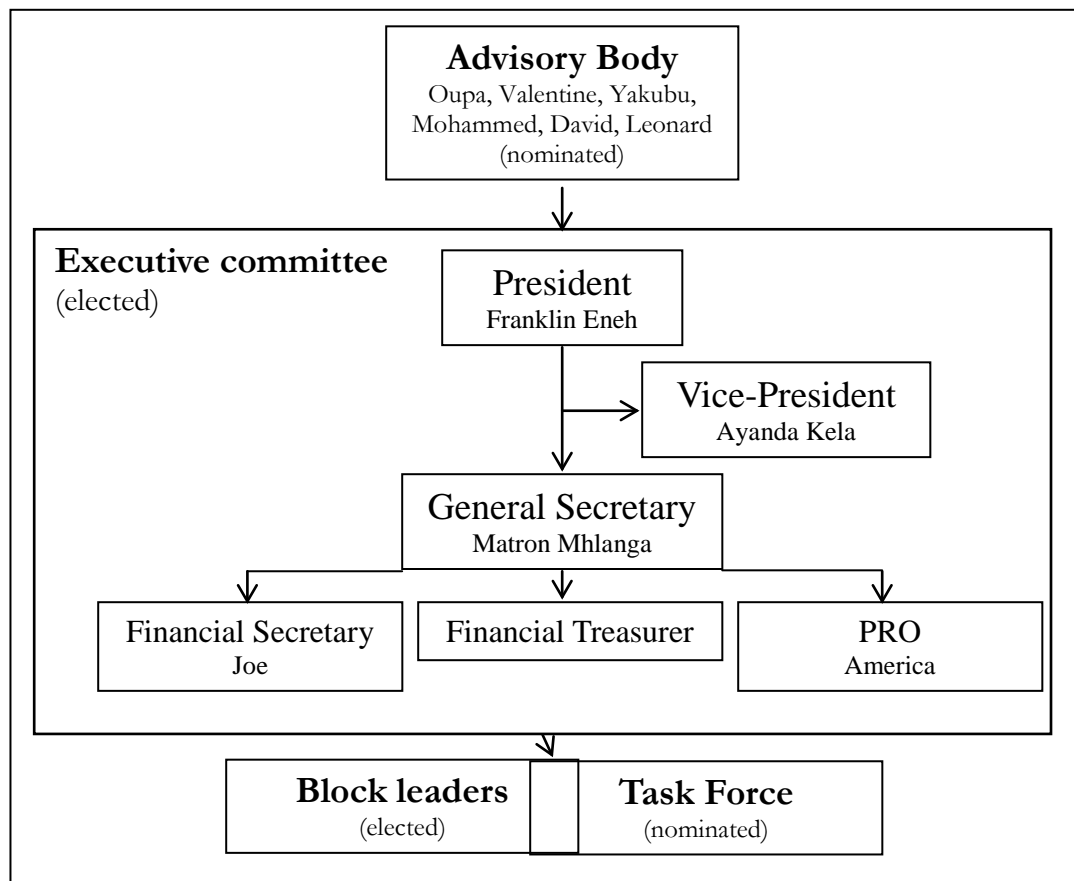 Advisory Body
Oupa, Valentine, Yakubu,
Mohammed, David, Leonard
(nominated)
Executive committee
(elected)
President
Franklin Eneh
Vice-President
Ayanda Kela
General Secretary
Matron Mhlanga
Financial Secretary
Joe
Financial Treasurer
PRO
America
Block leaders
(elected)
Task Force
(nominated)